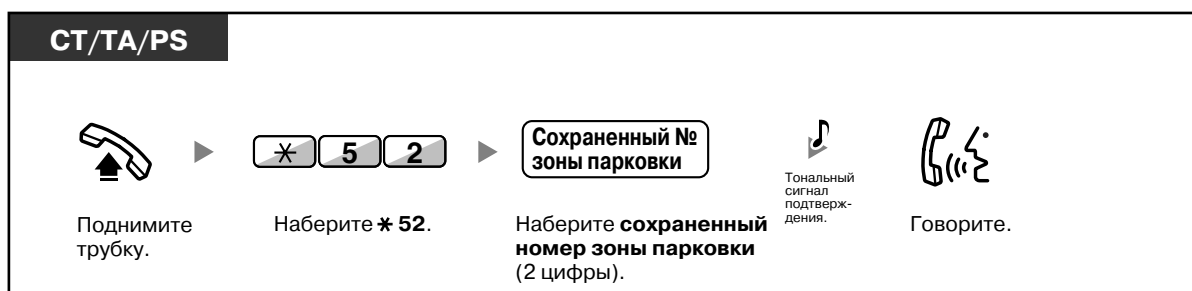 CT/TA/PS
* 5 2
Сохраненный №
зоны парковки
Тональный
сигнал
подтверж-
дения.
Поднимите
трубку.
Наберите * 52.
Наберите сохраненный
номер зоны парковки
(2 цифры).
Говорите.